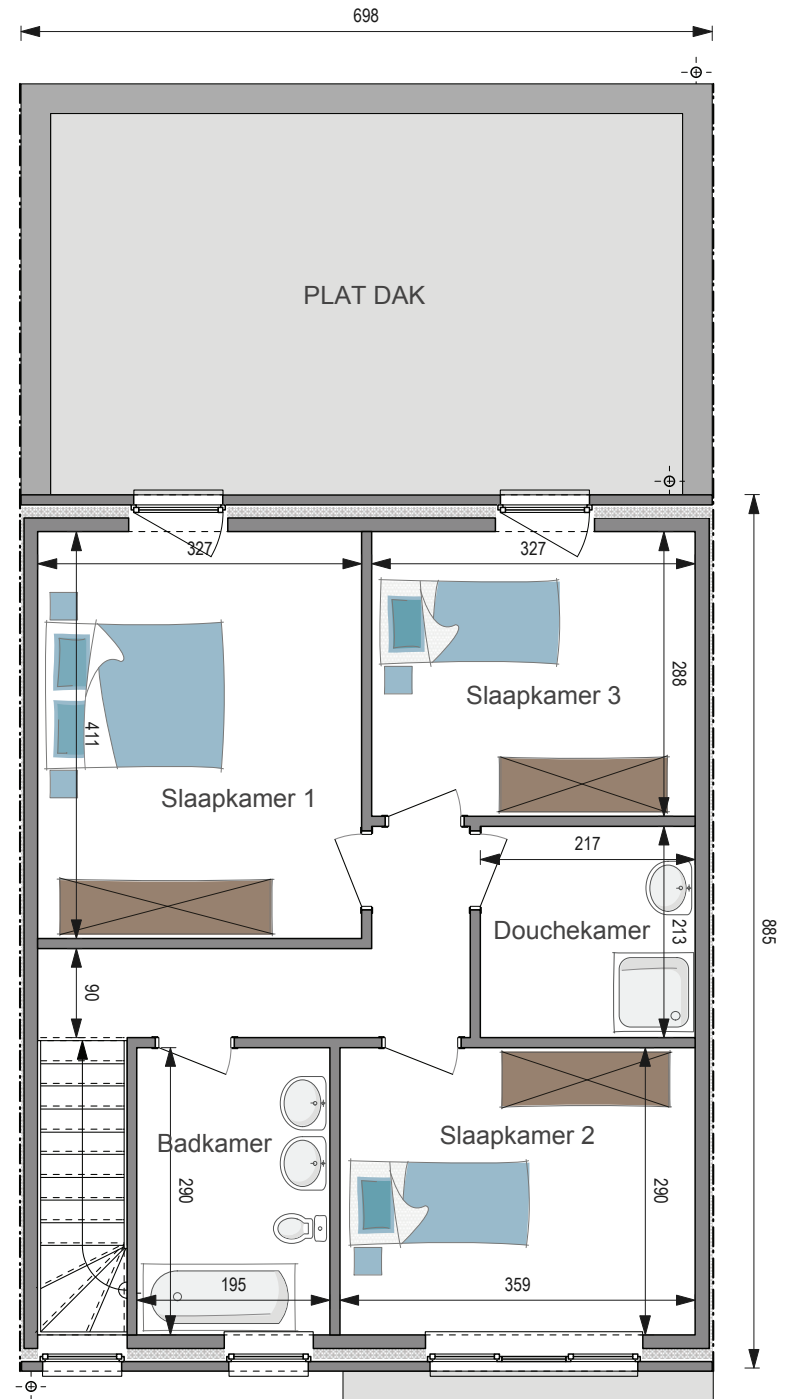 698
PLAT DAK
327
327
288
Slaapkamer 3
411
Slaapkamer 1
217
Douchekamer
213
885
90
Badkamer
Slaapkamer 2
290
290
195
359